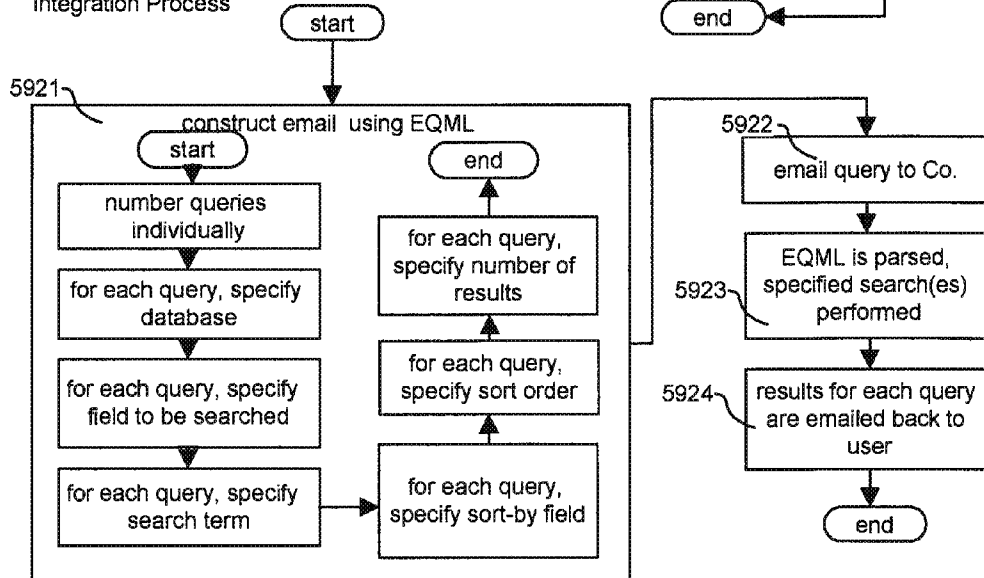 Integration Process
start
end
5921
construct email using EQML
start
number queries
individually
for each query, specify
database
for each query, specify
field to be searched
for each query, specify
search term
end
for each query,
specify number of
results
for each query,
specify sort order
for each query,
specify sort-by field
5922
email query to Co.
5923
EQML is parsed,
specified search(es)
performed
5924
results for each query
are emailed back to
user
end